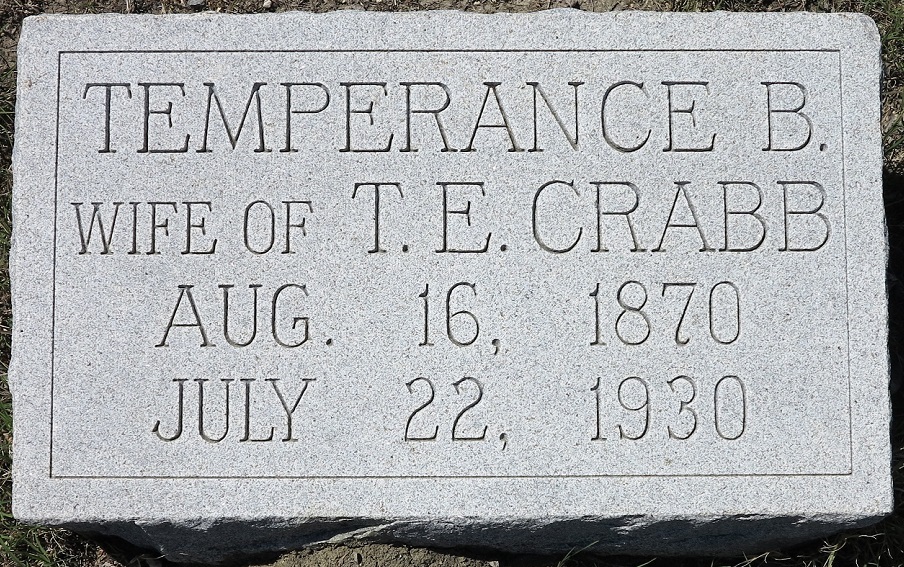 TEMPERANCE B.
WIFE OF T. E. CRABB
AUG. 16, 1870
JULY 22, 1930